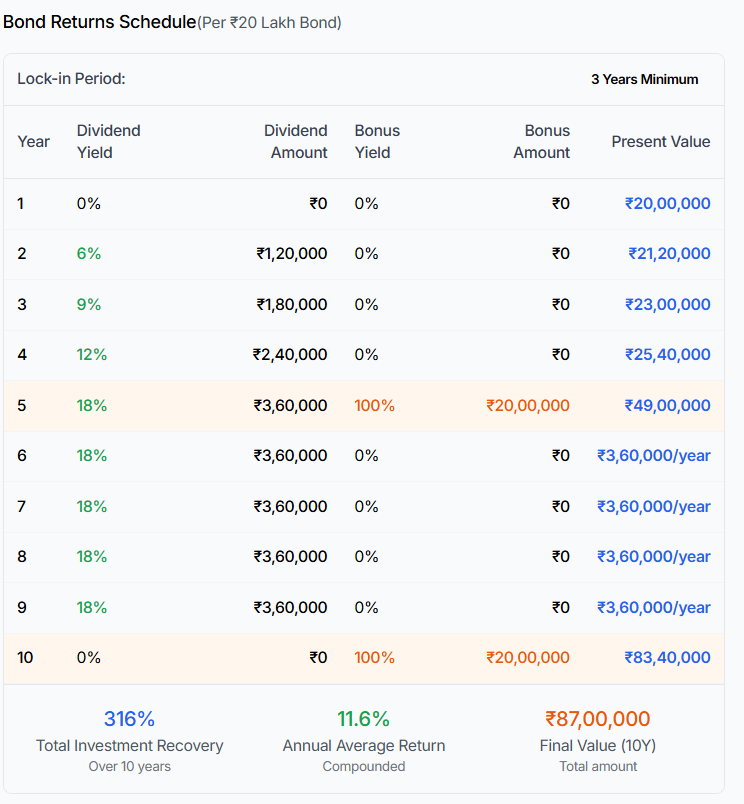 Bond Returns Schedule(Per ₹20 Lakh Bond)
Lock-in Period: 3 Years Minimum
Year Dividend Yield Dividend Amount Bonus Yield Bonus Amount Present Value
1 0% ₹0 0% ₹0 ₹20,00,000
2 6% ₹1,20,000 0% ₹0 ₹21,20,000
3 9% ₹1,80,000 0% ₹0 ₹23,00,000
4 12% ₹2,40,000 0% ₹0 ₹25,40,000
5 18% ₹3,60,000 100% ₹20,00,000 ₹49,00,000
6 18% ₹3,60,000 0% ₹0 ₹3,60,000/year
7 18% ₹3,60,000 0% ₹0 ₹3,60,000/year
8 18% ₹3,60,000 0% ₹0 ₹3,60,000/year
9 18% ₹3,60,000 0% ₹0 ₹3,60,000/year
10 0% ₹0 100% ₹20,00,000 ₹83,40,000
316% 11.6% ₹87,00,000
Total Investment Recovery Annual Average Return Final Value (10Y)
Over 10 years Compounded Total amount